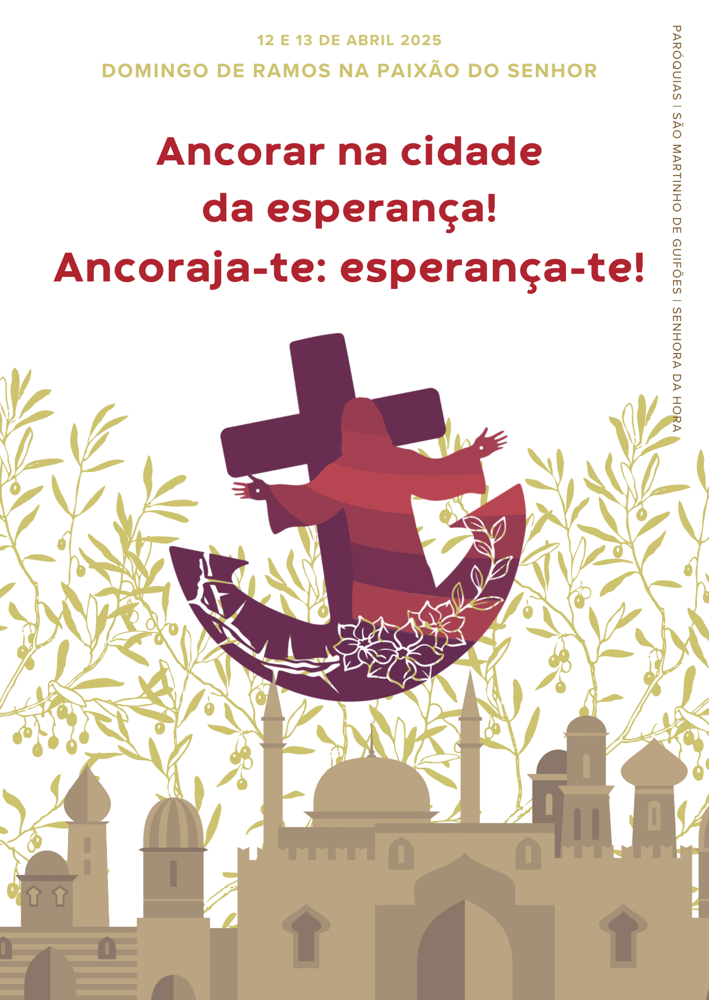 12 E 13 DE ABRIL 2025
DOMINGO DE RAMOS NA PAIXÃO DO SENHOR
Ancorar na cidade
da esperança!
Ancoraja-te: esperança-te!
PARÓQUIAS | SÃO MARTINHO DE GUIFÕES | SENHORA DA HORA